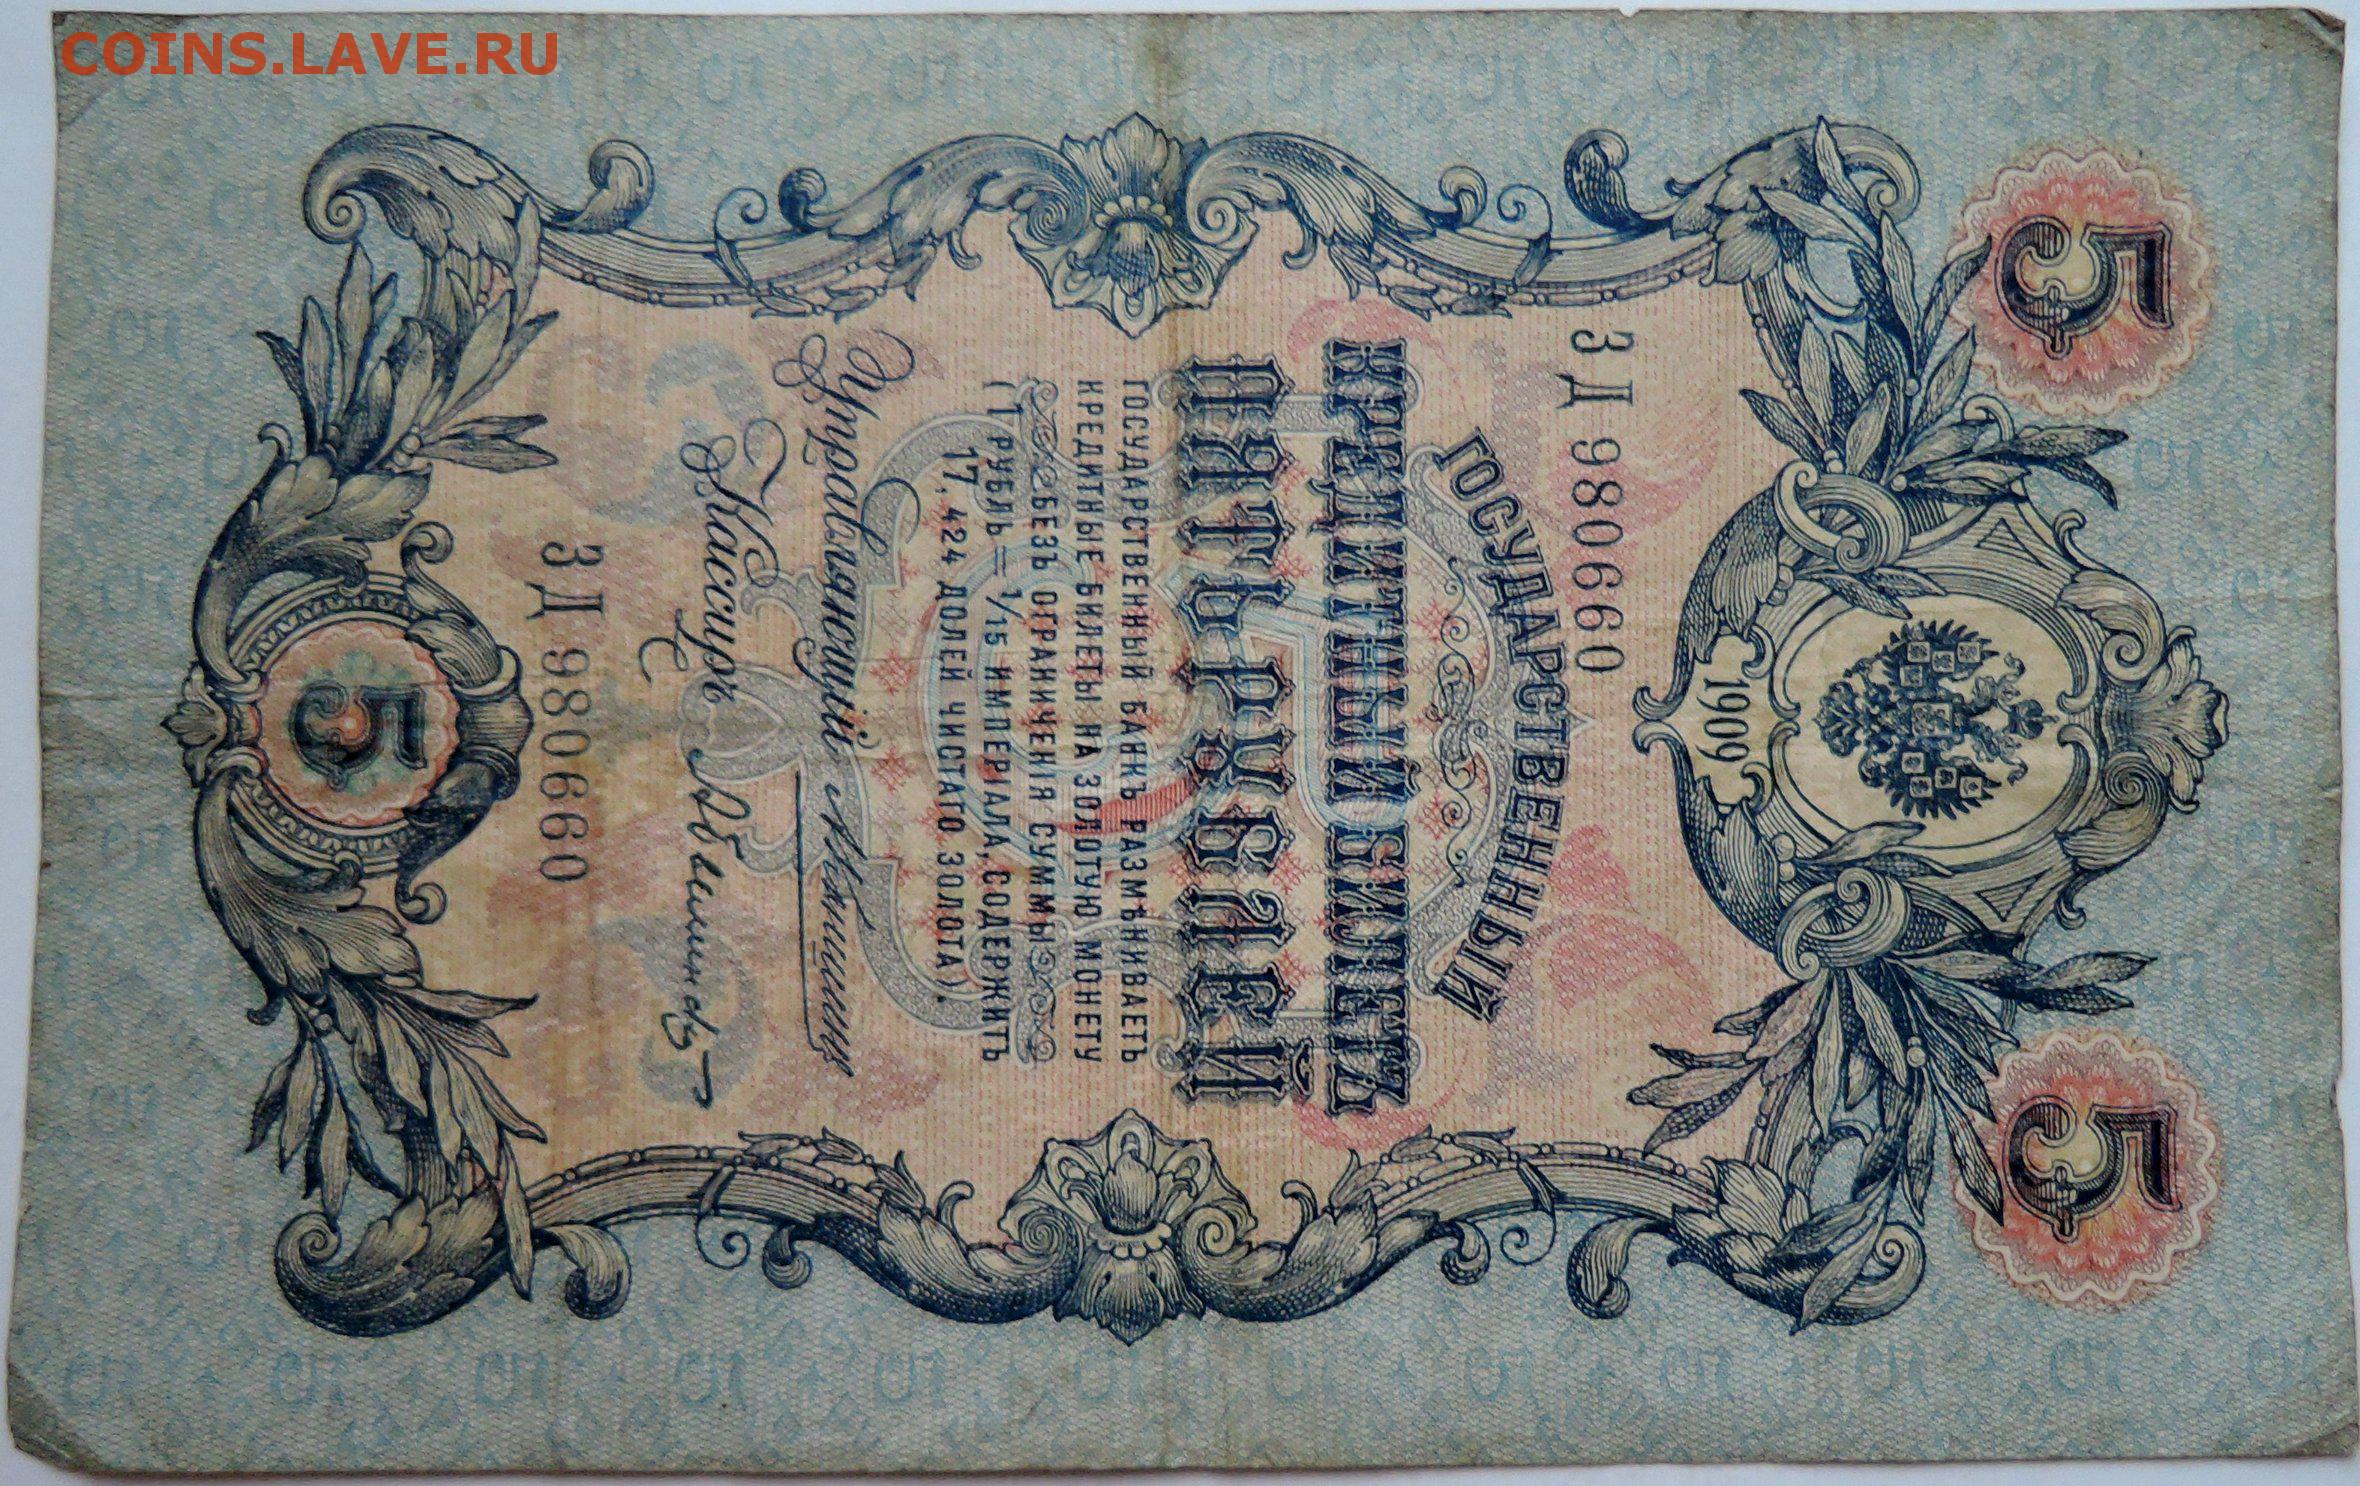 COINS.LAVE.RU
5 5
1909
ЗД 980660
ГОСУДАРСТВЕННЫЙ
КРЕДИТНЫЙ БИЛЕТЪ
ПЯТЬ РУБЛЕЙ
ГОСУДАРСТВЕННЫЙ БАНКЪ РАЗМѢНИВАЕТЪ
КРЕДИТНЫЕ БИЛЕТЫ НА ЗОЛОТУЮ МОНЕТУ
БЕЗЪ ОГРАНИЧЕНІЯ СУММЫ
(1 РУБЛЬ = 1/15 ИМПЕРІАЛА, СОДЕРЖИТЪ
17,424 ДОЛЕЙ ЧИСТАГО ЗОЛОТА).
Управляющій
Кассиръ
ЗД 980660
5